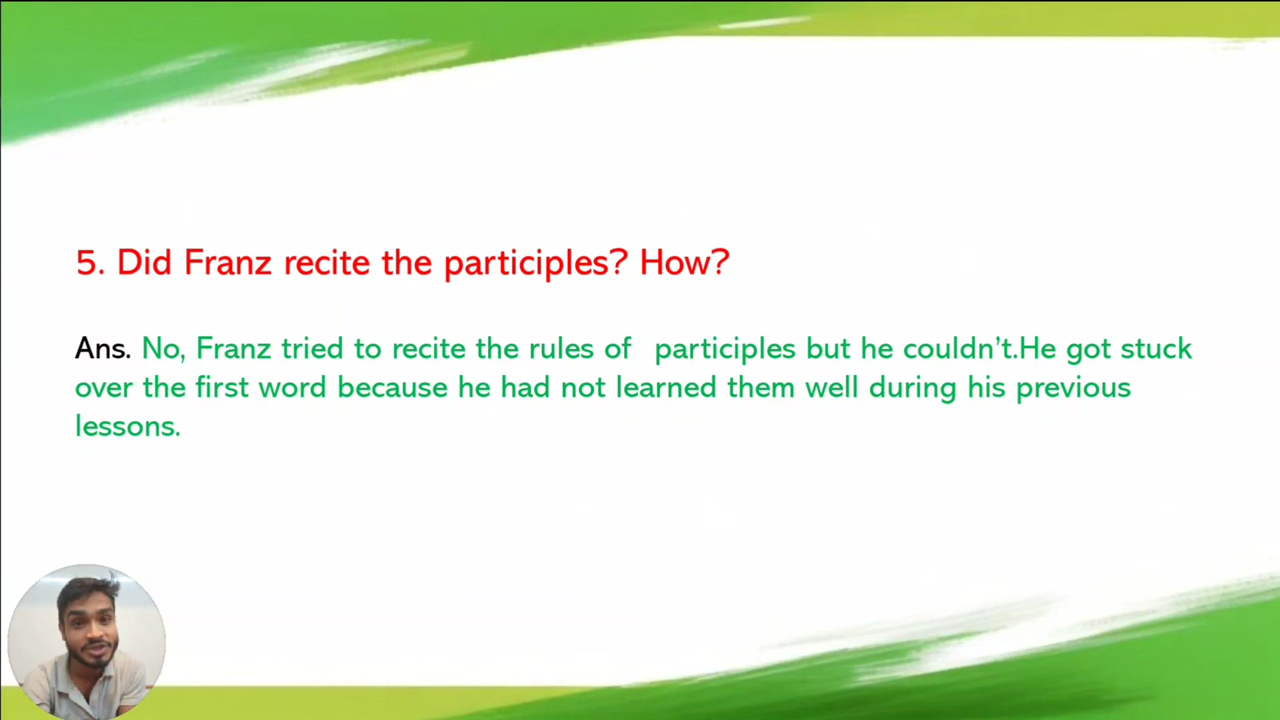 5. Did Franz recite the participles? How?
Ans. No, Franz tried to recite the rules of  participles but he couldn't.He got stuck
over the first word because he had not learned them well during his previous
lessons.